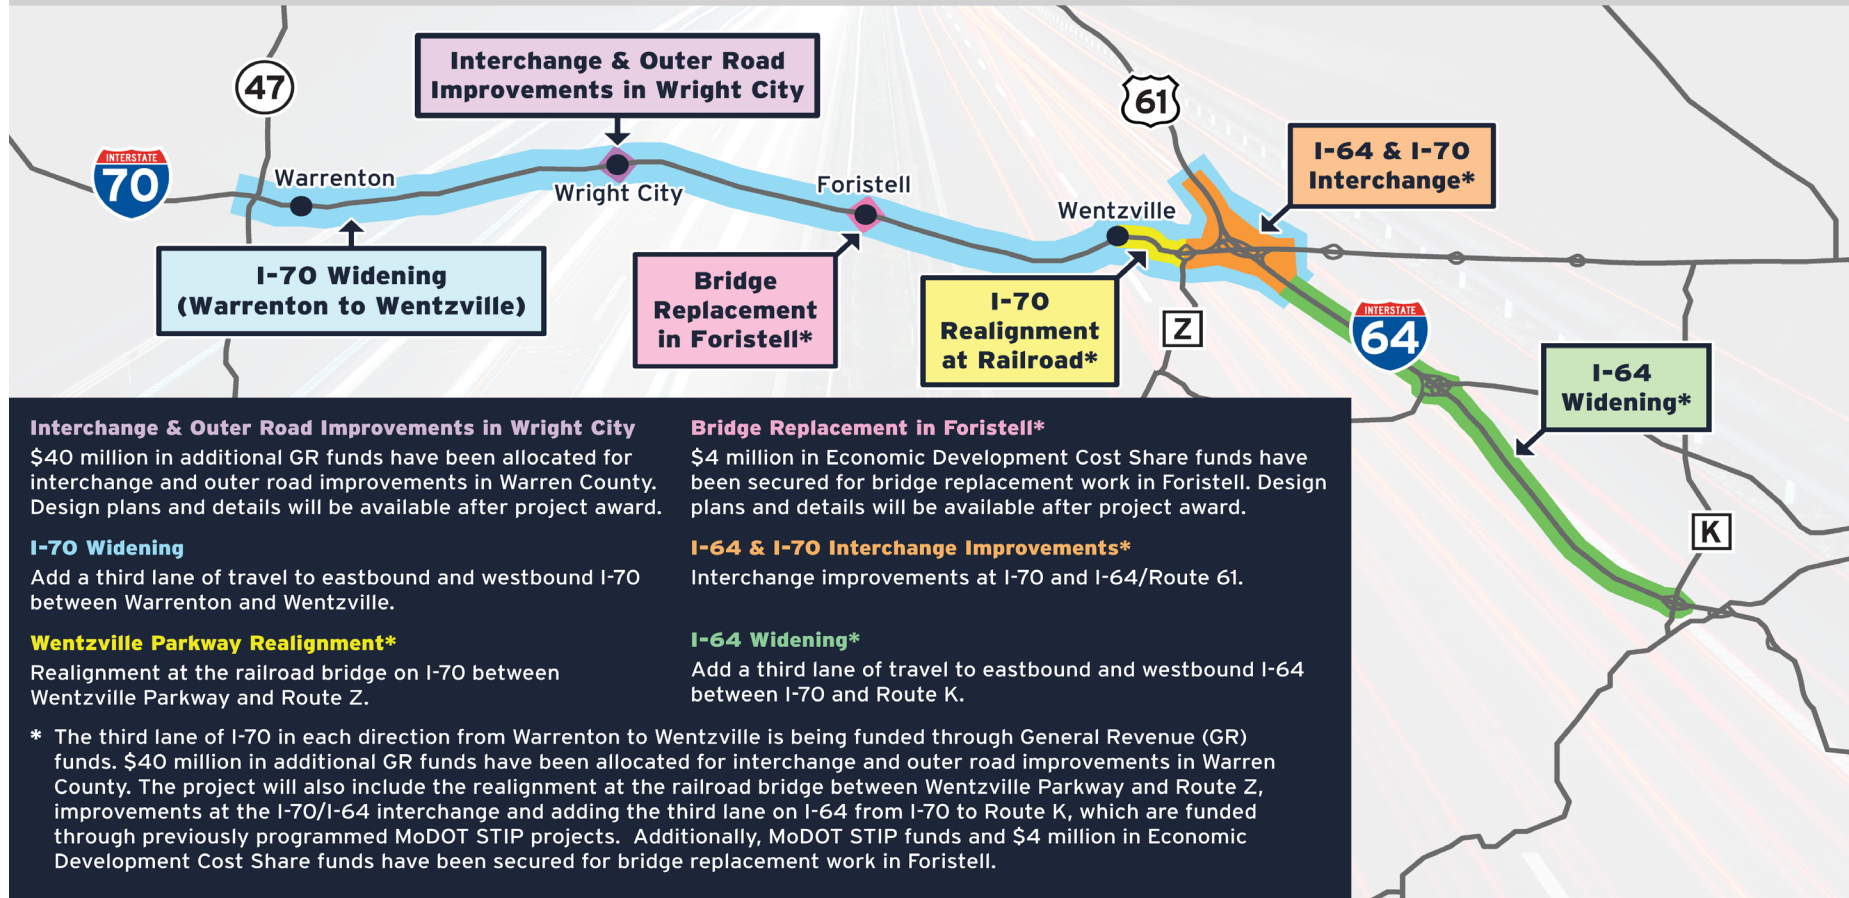 47
Interchange & Outer Road
Improvements in Wright City
61
I-64 & I-70
Interchange*
INTERSTATE
70
Warrenton
Wright City
Foristell
Wentzville
I-70 Widening
(Warrenton to Wentzville)
Bridge
Replacement
in Foristell*
I-70
Realignment
at Railroad*
Z
INTERSTATE
64
I-64
Widening*
K
Interchange & Outer Road Improvements in Wright City
$40 million in additional GR funds have been allocated for
interchange and outer road improvements in Warren County.
Design plans and details will be available after project award.
I-70 Widening
Add a third lane of travel to eastbound and westbound I-70
between Warrenton and Wentzville.
Wentzville Parkway Realignment*
Realignment at the railroad bridge on I-70 between
Wentzville Parkway and Route Z.
Bridge Replacement in Foristell*
$4 million in Economic Development Cost Share funds have
been secured for bridge replacement work in Foristell. Design
plans and details will be available after project award.
I-64 & I-70 Interchange Improvements*
Interchange improvements at I-70 and I-64/Route 61.
I-64 Widening*
Add a third lane of travel to eastbound and westbound I-64
between I-70 and Route K.
* The third lane of I-70 in each direction from Warrenton to Wentzville is being funded through General Revenue (GR)
funds. $40 million in additional GR funds have been allocated for interchange and outer road improvements in Warren
County. The project will also include the realignment at the railroad bridge between Wentzville Parkway and Route Z,
improvements at the I-70/I-64 interchange and adding the third lane on I-64 from I-70 to Route K, which are funded
through previously programmed MoDOT STIP projects. Additionally, MoDOT STIP funds and $4 million in Economic
Development Cost Share funds have been secured for bridge replacement work in Foristell.